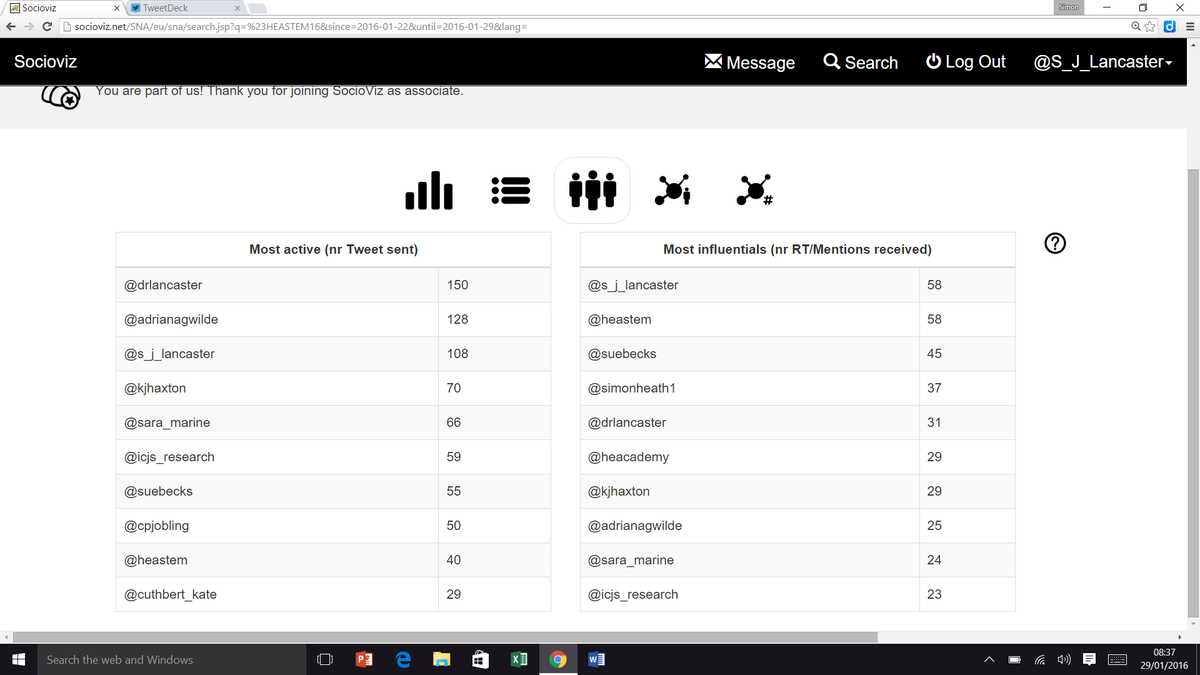 Socioviz
TweetDeck
Simon
socioviz.net/SNA/eu/sna/search.jsp?q=%23HEASTEM16&since=2016-01-22&until=2016-01-29&lang=
Socioviz
Message
Search
Log Out
@S_J_Lancaster
You are part of us! Thank you for joining SocioViz as associate.
#
Most active (nr Tweet sent)
@drlancaster 150
@adrianagwilde 128
@s_j_lancaster 108
@kjhaxton 70
@sara_marine 66
@icjs_research 59
@suebecks 55
@cpjobling 50
@heastem 40
@cuthbert_kate 29
Most influentials (nr RT/Mentions received)
@s_j_lancaster 58
@heastem 58
@suebecks 45
@simonheath1 37
@drlancaster 31
@heacademy 29
@kjhaxton 29
@adrianagwilde 25
@sara_marine 24
@icjs_research 23
?
Search the web and Windows
08:37
29/01/2016